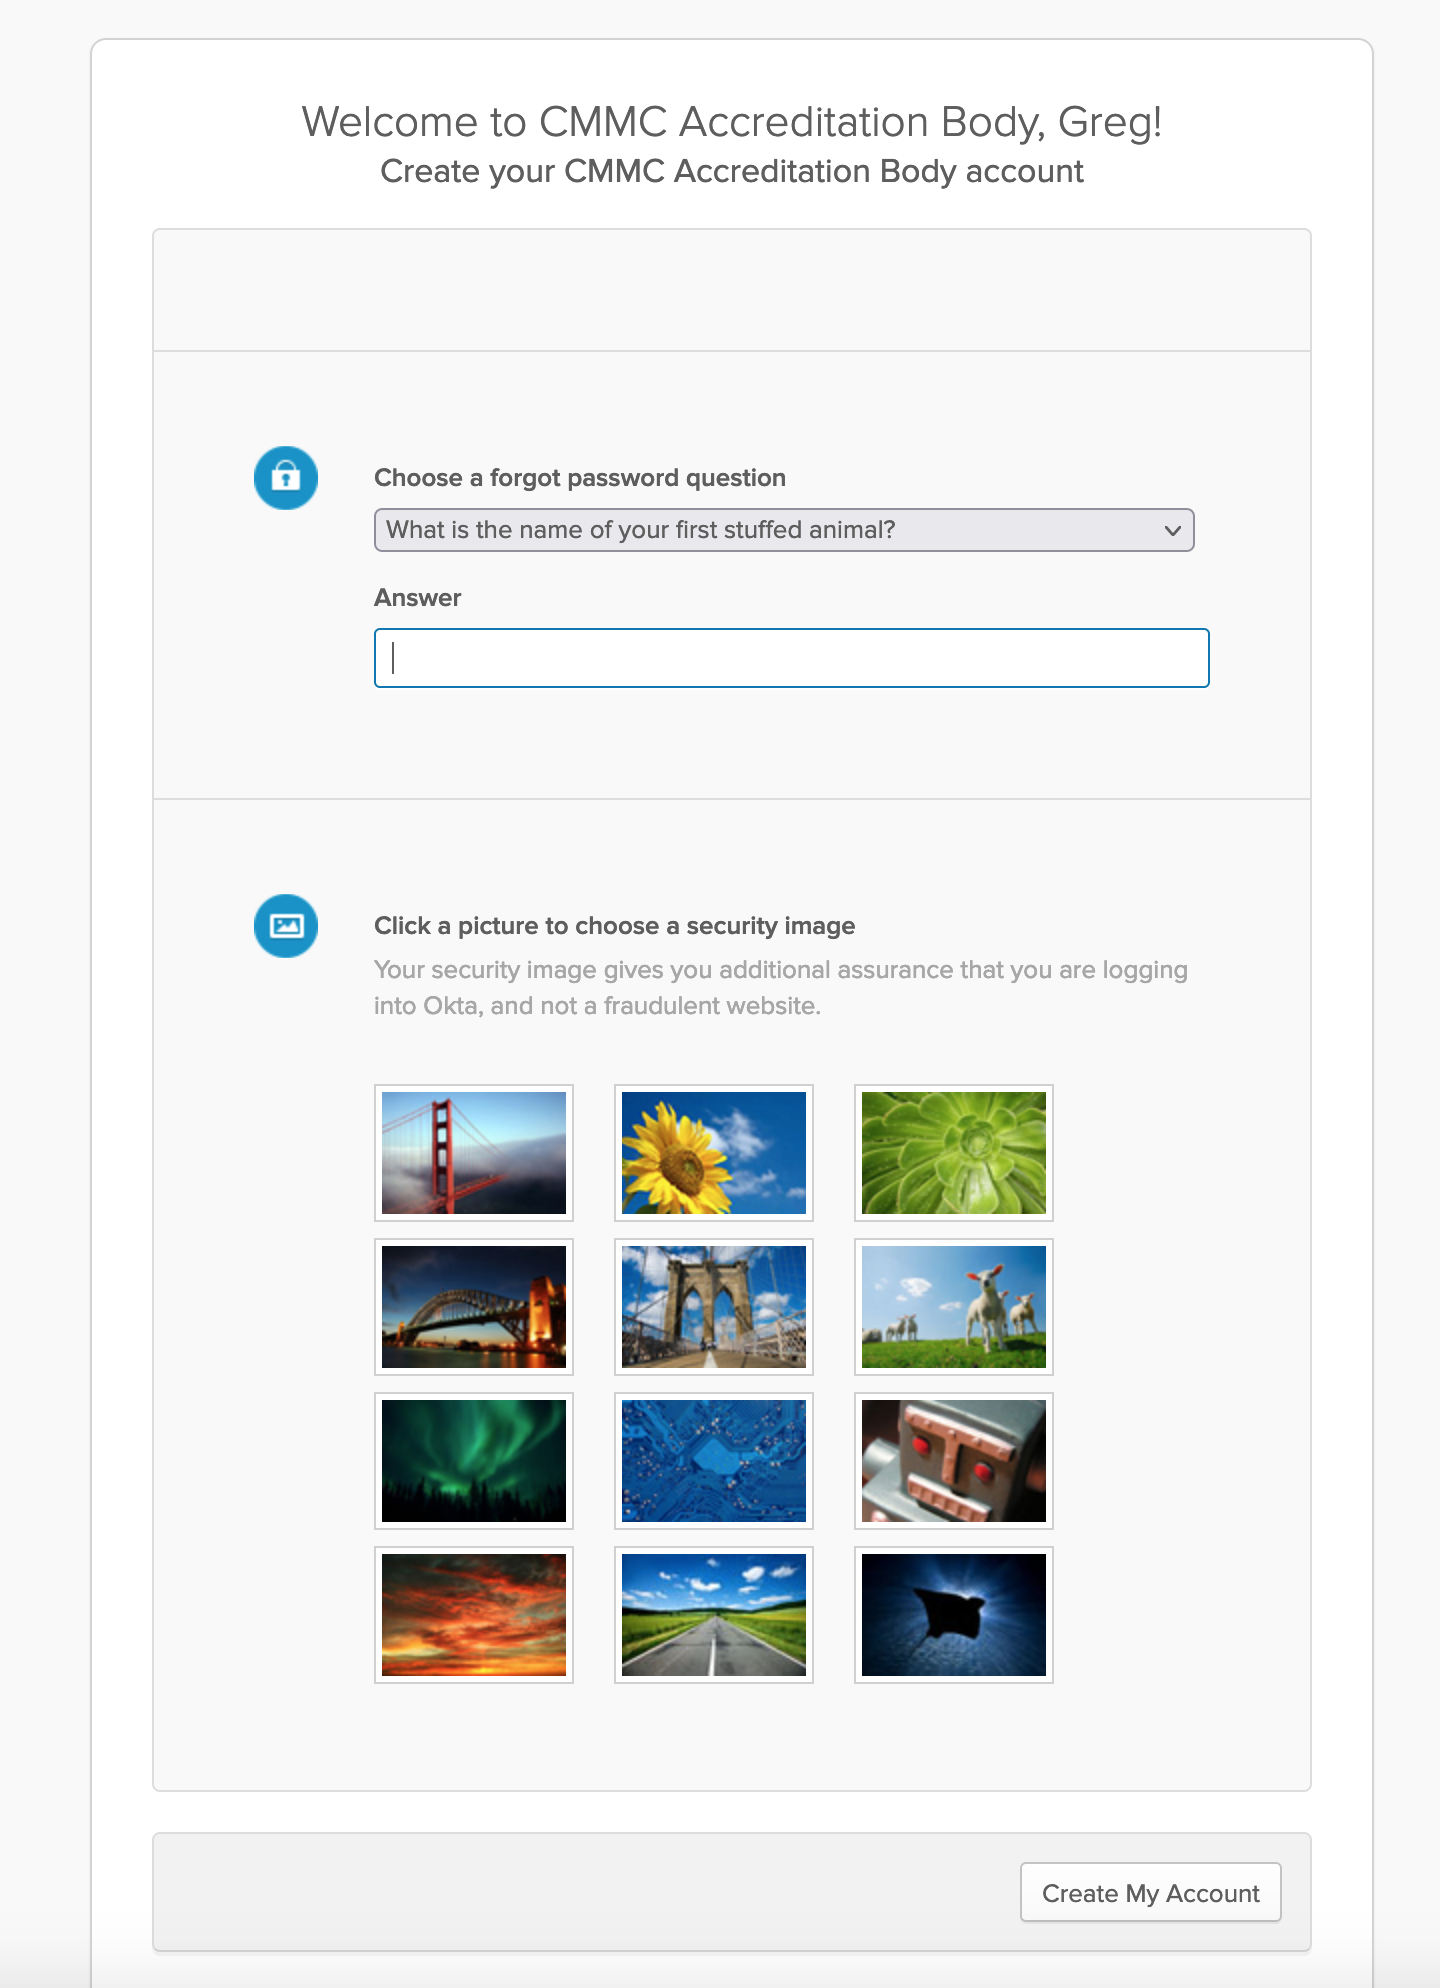 Welcome to CMMC Accreditation Body, Greg!
Create your CMMC Accreditation Body account
Choose a forgot password question
What is the name of your first stuffed animal?
Answer
Click a picture to choose a security image
Your security image gives you additional assurance that you are logging
into Okta, and not a fraudulent website.
Create My Account